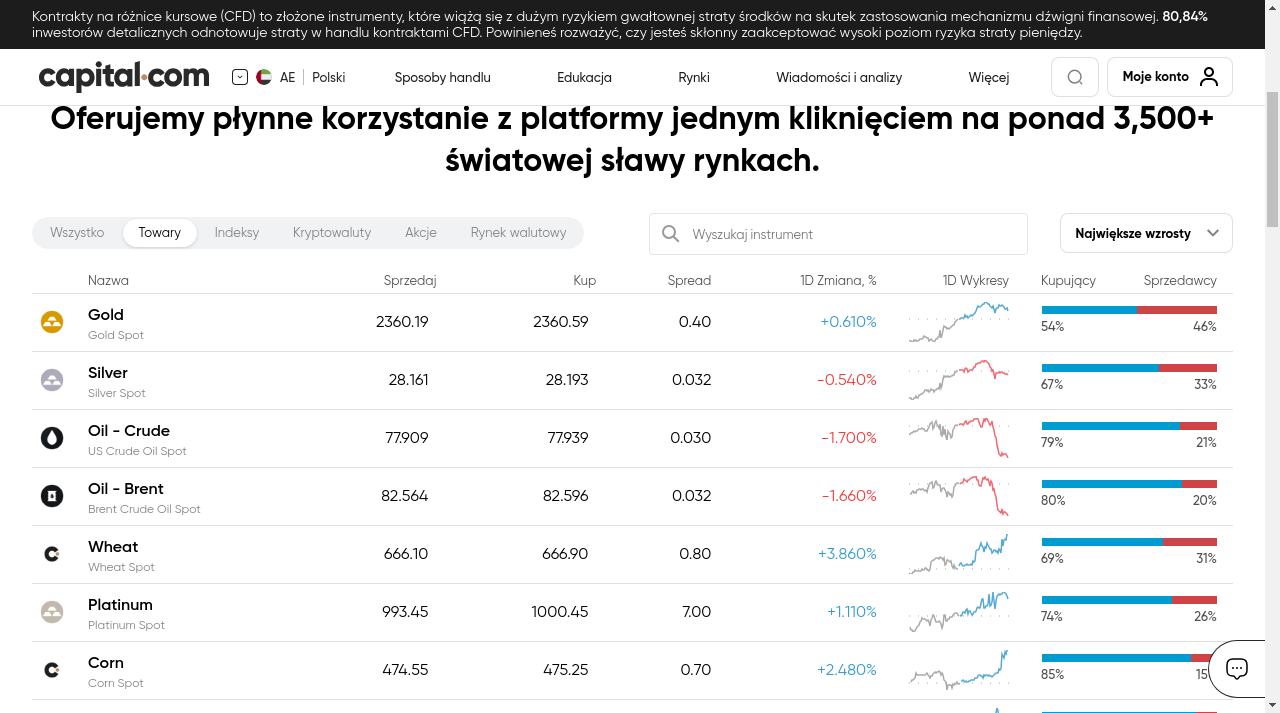 Kontrakty na różnice kursowe (CFD) to złożone instrumenty, które wiążą się z dużym ryzykiem gwałtownej straty środków na skutek zastosowania mechanizmu dźwigni finansowej. 80,84%
inwestorów detalicznych odnotowuje straty w handlu kontraktami CFD. Powinieneś rozważyć, czy jesteś skłonny zaakceptować wysoki poziom ryzyka straty pieniędzy.
capital.com AE Polski Sposoby handlu Edukacja Rynki Wiadomości i analizy Więcej Moje konto
Oferujemy płynne korzystanie z platformy jednym kliknięciem na ponad 3,500+
światowej sławy rynkach.
Wszystko Towary Indeksy Kryptowaluty Akcje Rynek walutowy Wyszukaj instrument Największe wzrosty
Nazwa Sprzedaj Kup Spread 1D Zmiana, % 1D Wykresy Kupujący Sprzedawcy
Gold 2360.19 2360.59 0.40 +0.610% 54% 46%
Gold Spot
Silver 28.161 28.193 0.032 -0.540% 67% 33%
Silver Spot
Oil - Crude 77.909 77.939 0.030 -1.700% 79% 21%
US Crude Oil Spot
Oil - Brent 82.564 82.596 0.032 -1.660% 80% 20%
Brent Crude Oil Spot
Wheat 666.10 666.90 0.80 +3.860% 69% 31%
Wheat Spot
Platinum 993.45 1000.45 7.00 +1.110% 74% 26%
Platinum Spot
Corn 474.55 475.25 0.70 +2.480% 85%
Corn Spot